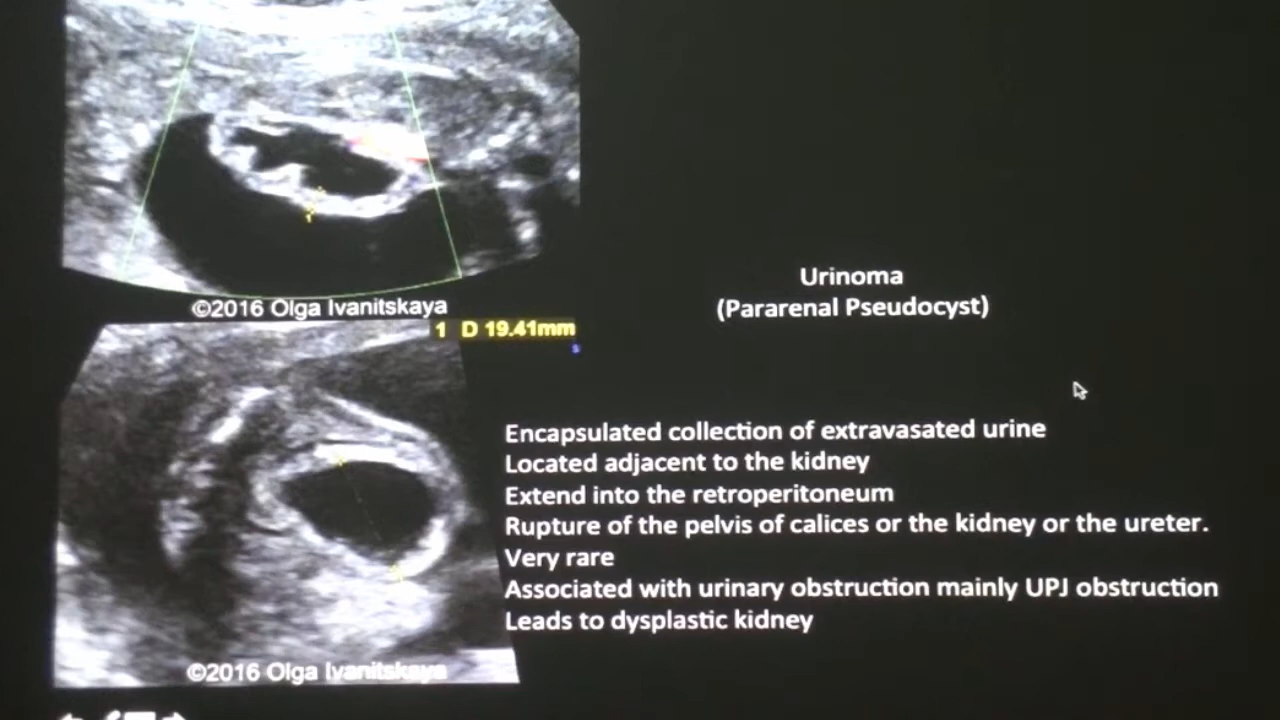 ©2016 Olga Ivanitskaya
1 D 19.41mm
Urinoma
(Pararenal Pseudocyst)
Encapsulated collection of extravasated urine
Located adjacent to the kidney
Extend into the retroperitoneum
Rupture of the pelvis of calices or the kidney or the ureter.
Very rare
Associated with urinary obstruction mainly UPJ obstruction
Leads to dysplastic kidney
©2016 Olga Ivanitskaya